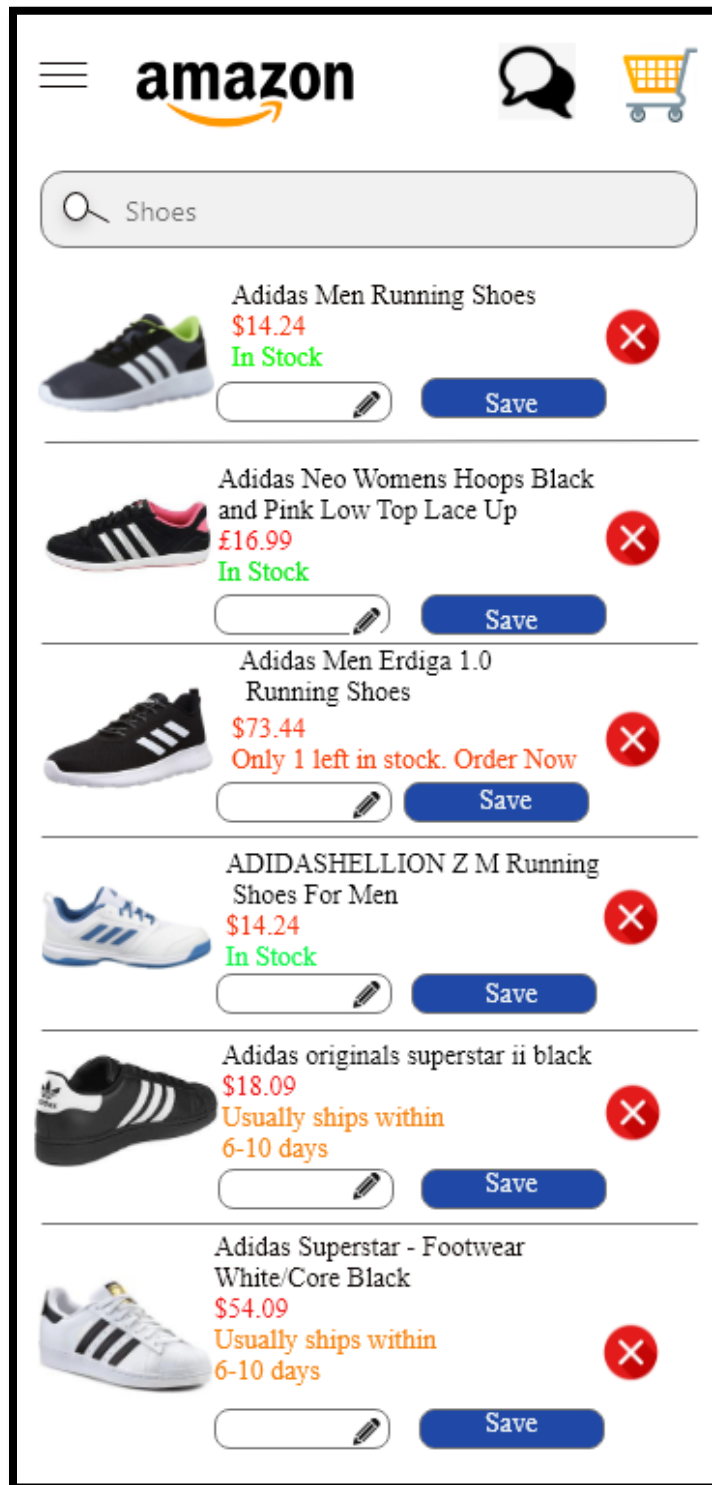 amazon
Shoes
Adidas Men Running Shoes
$14.24
In Stock
Save
Adidas Neo Womens Hoops Black
and Pink Low Top Lace Up
£16.99
In Stock
Save
Adidas Men Erdiga 1.0
Running Shoes
$73.44
Only 1 left in stock. Order Now
Save
ADIDASHELLION Z M Running
Shoes For Men
$14.24
In Stock
Save
Adidas originals superstar ii black
$18.09
Usually ships within
6-10 days
Save
Adidas Superstar - Footwear
White/Core Black
$54.09
Usually ships within
6-10 days
Save